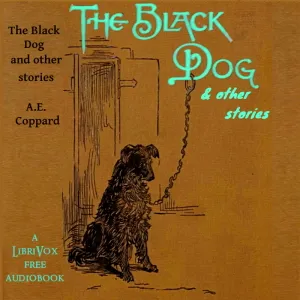 The Black
Dog
& other
stories
The Black
Dog
and other
stories
A.E.
Coppard
A
LibriVox
free
audiobook